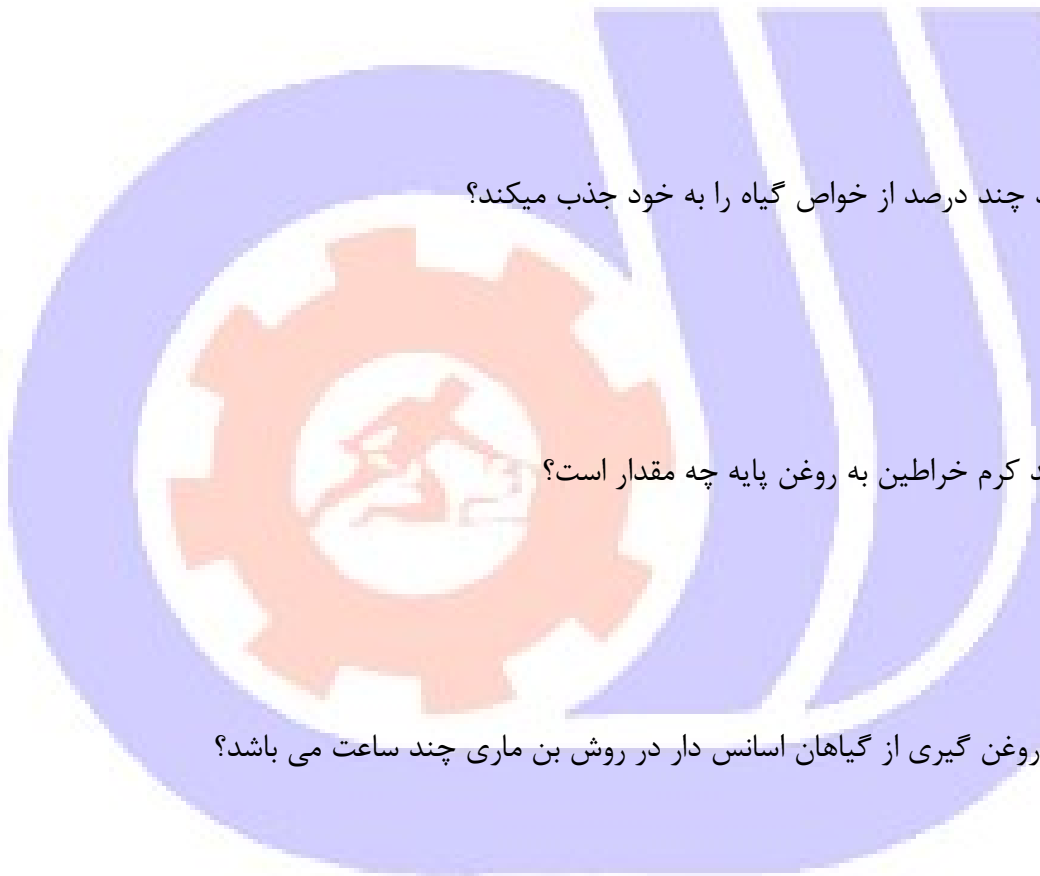 چند درصد از خواص گیاه را به خود جذب میکند؟
کرم خراطین به روغن پایه چه مقدار است؟
روغن گیری از گیاهان اسانس دار در روش بن ماری چند ساعت می باشد؟